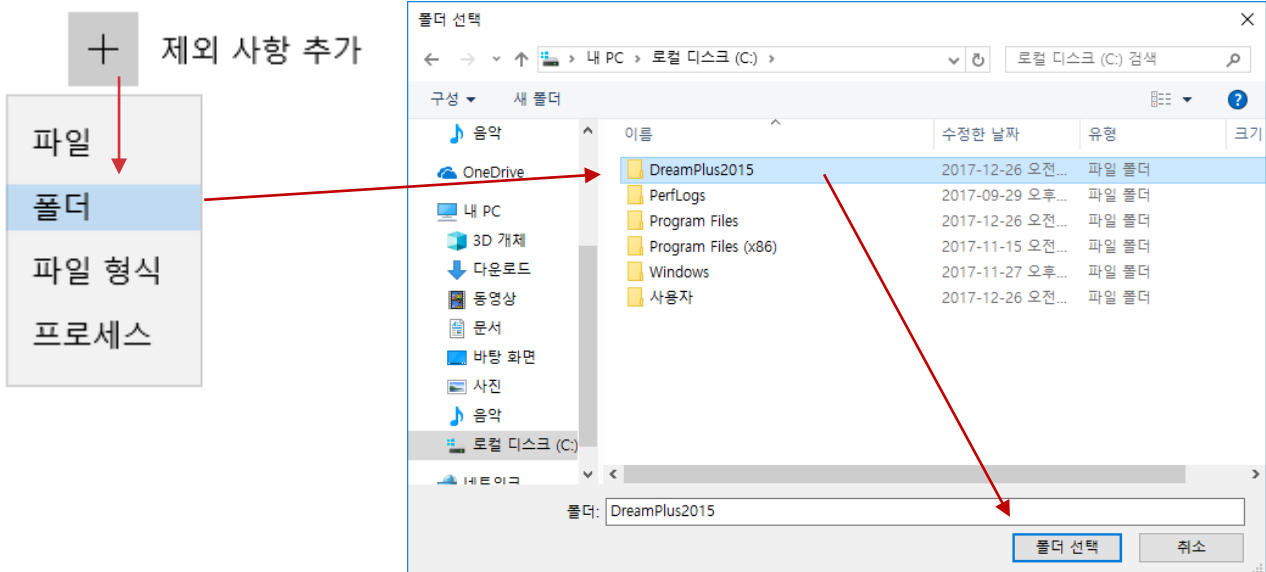 제외 사항 추가
파일
폴더
파일 형식
프로세스
폴더 선택
내 PC > 로컬 디스크 (C:) >
로컬 디스크 (C:) 검색
구성 새 폴더
이름 수정한 날짜 유형 크기
음악
OneDrive
내 PC
3D 개체
다운로드
동영상
문서
바탕 화면
사진
음악
로컬 디스크 (C:)
네트워크
DreamPlus2015 2017-12-26 오전... 파일 폴더
PerfLogs 2017-09-29 오후... 파일 폴더
Program Files 2017-12-26 오전... 파일 폴더
Program Files (x86) 2017-11-15 오전... 파일 폴더
Windows 2017-11-27 오후... 파일 폴더
사용자 2017-12-26 오전... 파일 폴더
폴더: DreamPlus2015
폴더 선택 취소